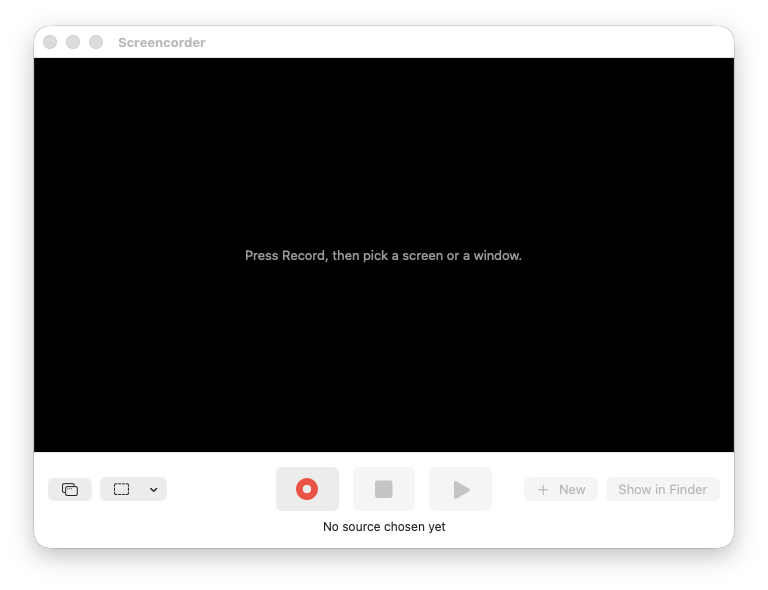 Screencorder
Press Record, then pick a screen or a window.
New
Show in Finder
No source chosen yet